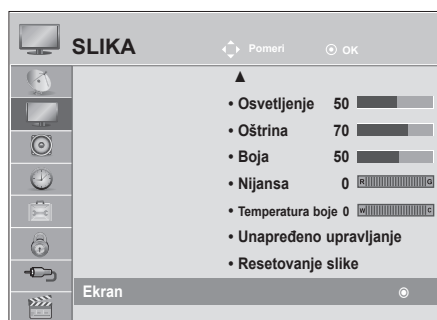 SLIKA Pomeri OK
• Osvetljenje 50
• Oštrina 70
• Boja 50
• Nijansa 0 R G
• Temperatura boje 0 W C
• Unapređeno upravljanje
• Resetovanje slike
Ekran